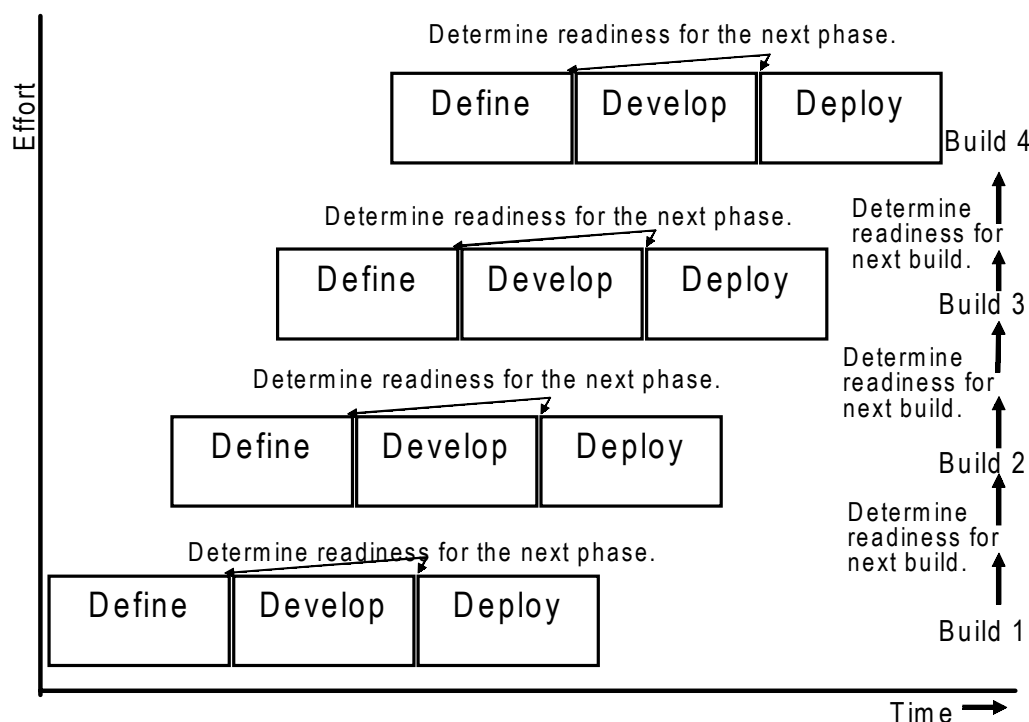 Determine readiness for the next phase.
Effort
Define Develop Deploy
Build 4
Determine
readiness for
next build.
Determine readiness for the next phase.
Define Develop Deploy
Build 3
Determine
readiness for
next build.
Determine readiness for the next phase.
Define Develop Deploy
Build 2
Determine
readiness for
next build.
Determine readiness for the next phase.
Define Develop Deploy
Build 1
Time